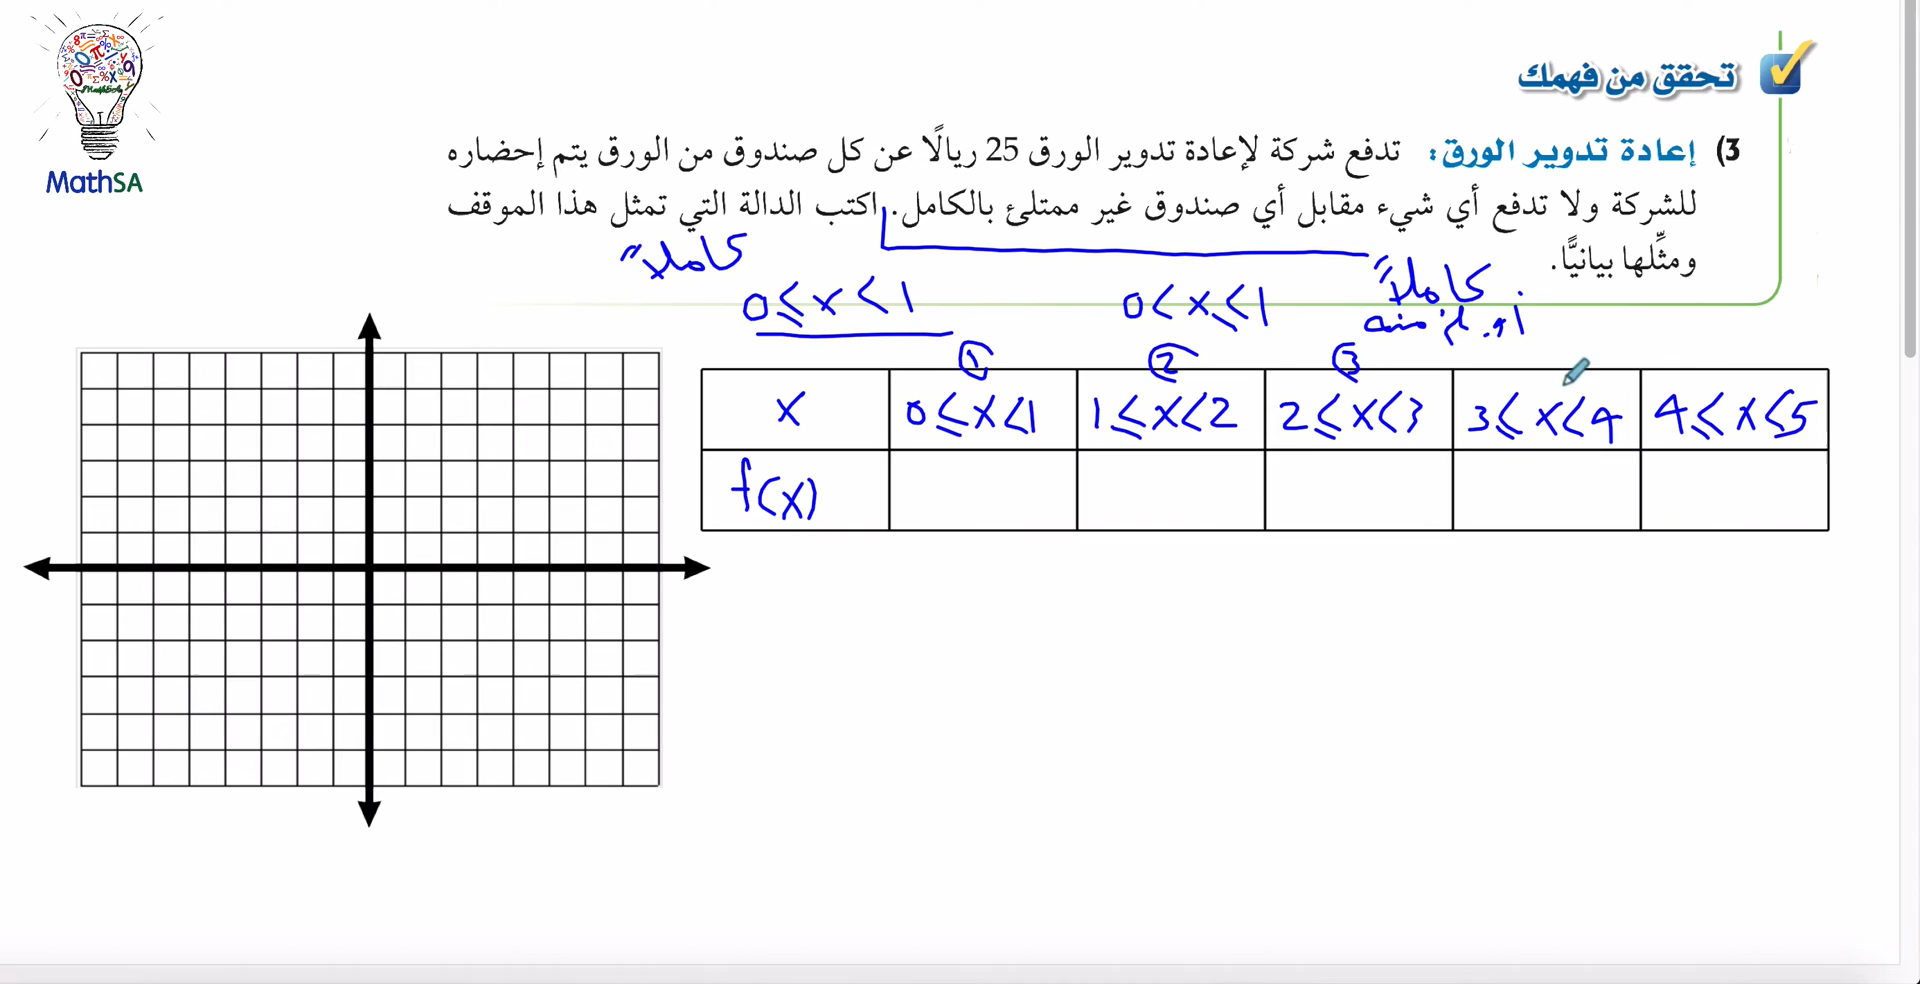 MathSA
تحقق من فهمك
3) إعادة تدوير الورق: تدفع شركة لإعادة تدوير الورق 25 ريالًا عن كل صندوق من الورق يتم إحضاره
للشركة ولا تدفع أي شيء مقابل أي صندوق غير ممتلئ بالكامل. اكتب الدالة التي تمثل هذا الموقف
ومثِّلها بيانيًّا.
كاملاً
كاملاً
0 ≤ x < 1
0 < x ≤ 1
1 2 3
x 0 ≤ x < 1 1 ≤ x < 2 2 ≤ x < 3 3 ≤ x < 4 4 ≤ x ≤ 5
f(x)